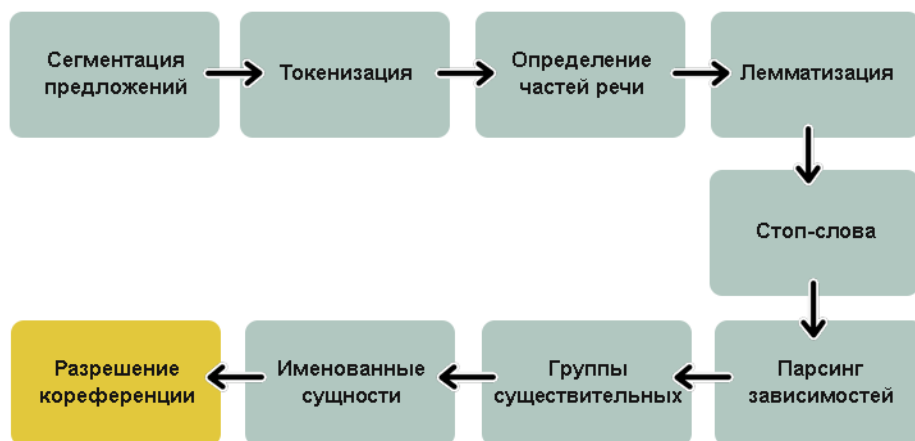 Сегментация
предложений
Токенизация
Определение
частей речи
Лемматизация
Стоп-слова
Парсинг
зависимостей
Группы
существительных
Именованные
сущности
Разрешение
кореференции